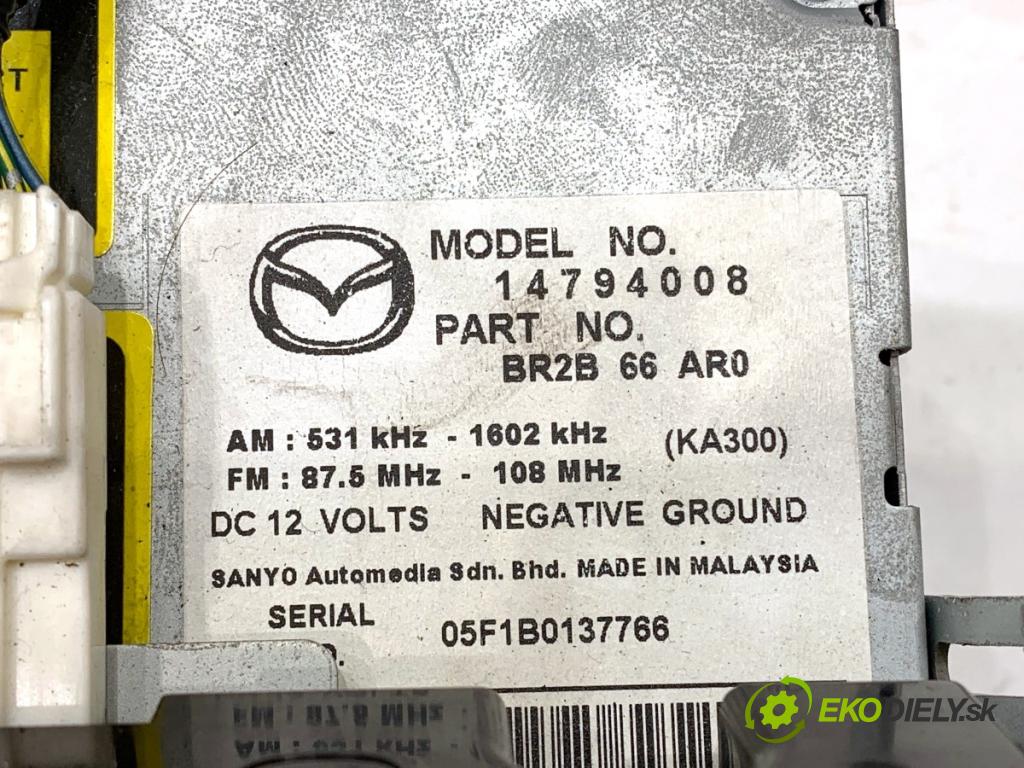 T
MODEL NO.
14794008
PART NO.
BR2B 66 AR0
AM : 531 kHz - 1602 kHz (KA300)
FM : 87.5 MHz - 108 MHz
DC 12 VOLTS NEGATIVE GROUND
SANYO Automedia Sdn. Bhd. MADE IN MALAYSIA
SERIAL
05F1B0137766
EKODIELY.sk